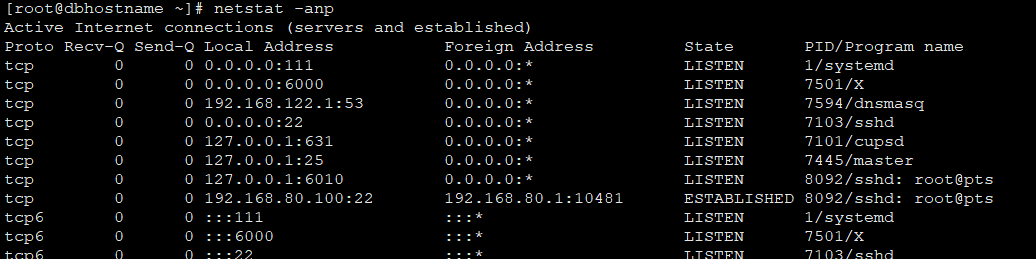 [root@dbhostname ~]# netstat -anp
Active Internet connections (servers and established)
Proto Recv-Q Send-Q Local Address           Foreign Address         State       PID/Program name
tcp        0      0 0.0.0.0:111             0.0.0.0:*               LISTEN      1/systemd
tcp        0      0 0.0.0.0:6000            0.0.0.0:*               LISTEN      7501/X
tcp        0      0 192.168.122.1:53        0.0.0.0:*               LISTEN      7594/dnsmasq
tcp        0      0 0.0.0.0:22              0.0.0.0:*               LISTEN      7103/sshd
tcp        0      0 127.0.0.1:631           0.0.0.0:*               LISTEN      7101/cupsd
tcp        0      0 127.0.0.1:25            0.0.0.0:*               LISTEN      7445/master
tcp        0      0 127.0.0.1:6010          0.0.0.0:*               LISTEN      8092/sshd: root@pts
tcp        0      0 192.168.80.100:22       192.168.80.1:10481      ESTABLISHED 8092/sshd: root@pts
tcp6       0      0 :::111                  :::*                    LISTEN      1/systemd
tcp6       0      0 :::6000                 :::*                    LISTEN      7501/X
tcp6       0      0 :::22                   :::*                    LISTEN      7103/sshd